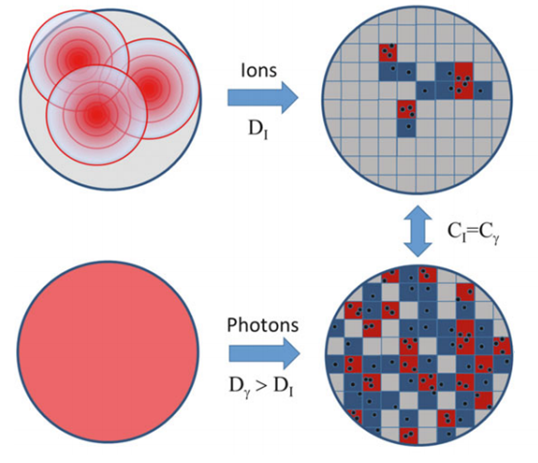 Ions
D_I
C_I=C_γ
Photons
D_γ > D_I